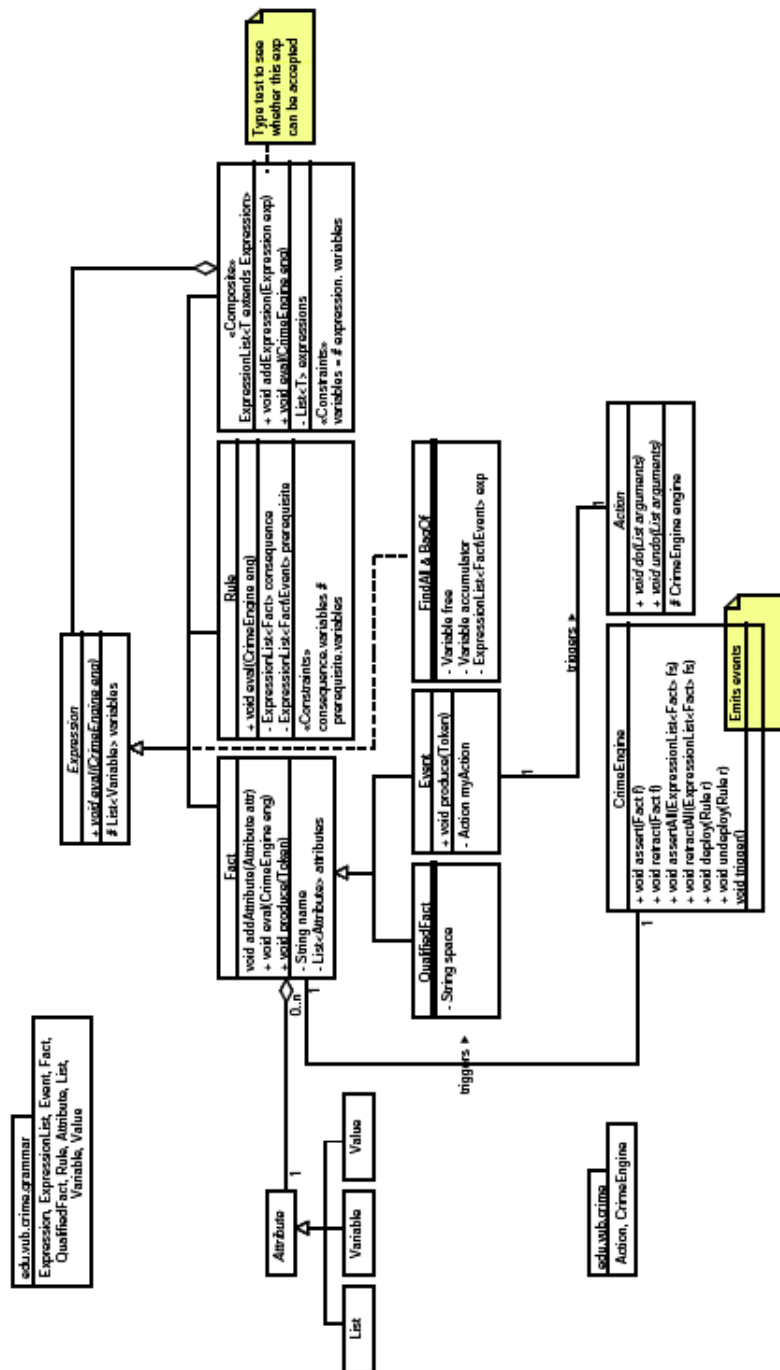 edu.vub.crime.grammar
Expression, ExpressionList, Event, Fact,
QualifiedFact, Rule, Attribute, List,
Variable, Value
Expression
+ void eval(CrimeEngine eng)
# List<Variable> variables
Type test to see
whether this exp
can be accepted
Fact
void addAttribute(Attribute attr)
+ void eval(CrimeEngine eng)
+ void produce(Token)
- String name
- List<Attribute> attributes
Rule
+ void eval(CrimeEngine eng)
- ExpressionList<Fact> consequence
- ExpressionList<Fact\Event> prerequisite
«Constraints»
consequence.variables #
prerequisite.variables
«Composite»
ExpressionList<T extends Expression>
+ void addExpression(Expression exp)
+ void eval(CrimeEngine eng)
- List<T> expressions
«Constraints»
variables = # expression. variables
0..n
1
1
Attribute
List
Variable
Value
QualifiedFact
- String space
Event
+ void produce(Token)
- Action myAction
FindAll & BagOf
- Variable free
- Variable accumulator
- ExpressionList<Fact\Event> exp
triggers ►
1
triggers ►
1
1
edu.vub.crime
Action, CrimeEngine
CrimeEngine
+ void assert(Fact f)
+ void retract(Fact f)
+ void assertAll(ExpressionList<Fact> fs)
+ void retractAll(ExpressionList<Fact> fs)
+ void deploy(Rule r)
+ void undeploy(Rule r)
void trigger()
Emits events
Action
+ void do(List arguments)
+ void undo(List arguments)
# CrimeEngine engine